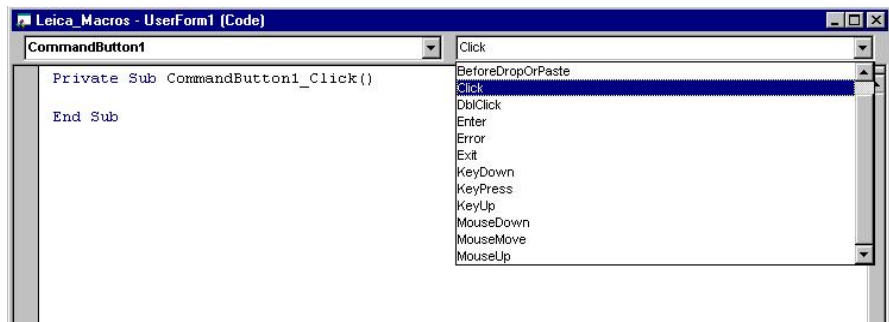 Leica_Macros - UserForm1 (Code)
CommandButton1
Click
Private Sub CommandButton1_Click()
End Sub
BeforeDropOrPaste
Click
DblClick
Enter
Error
Exit
KeyDown
KeyPress
KeyUp
MouseDown
MouseMove
MouseUp